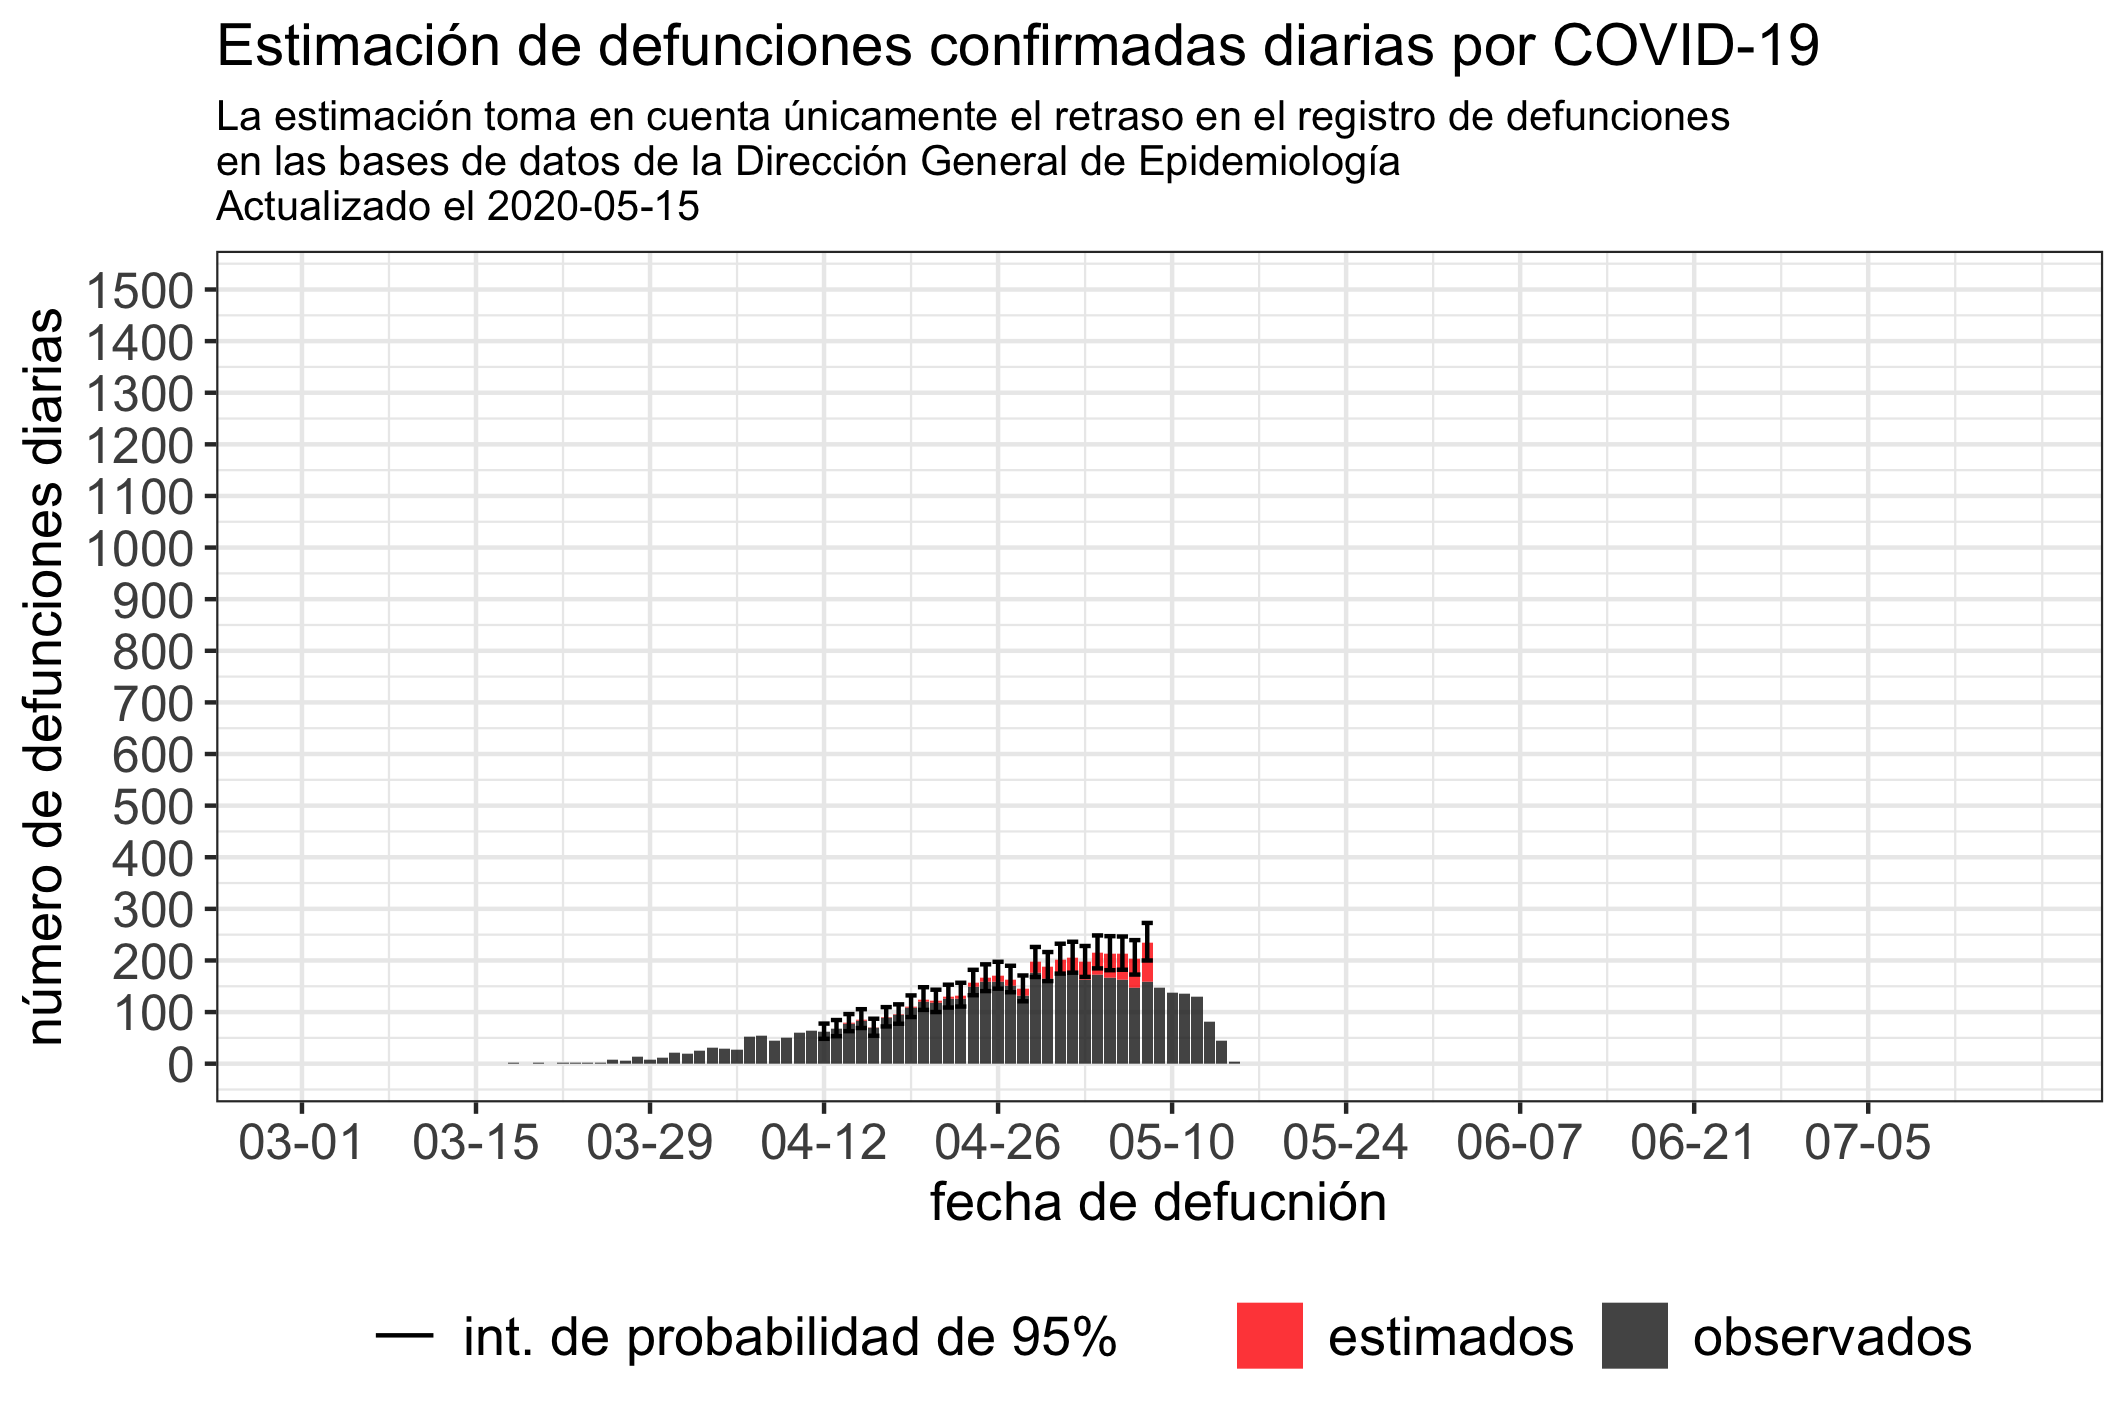 Estimación de defunciones confirmadas diarias por COVID-19
La estimación toma en cuenta únicamente el retraso en el registro de defunciones
en las bases de datos de la Dirección General de Epidemiología
Actualizado el 2020-05-15
número de defunciones diarias
1500
1400
1300
1200
1100
1000
900
800
700
600
500
400
300
200
100
0
03-01 03-15 03-29 04-12 04-26 05-10 05-24 06-07 06-21 07-05
fecha de defucnión
int. de probabilidad de 95% estimados observados